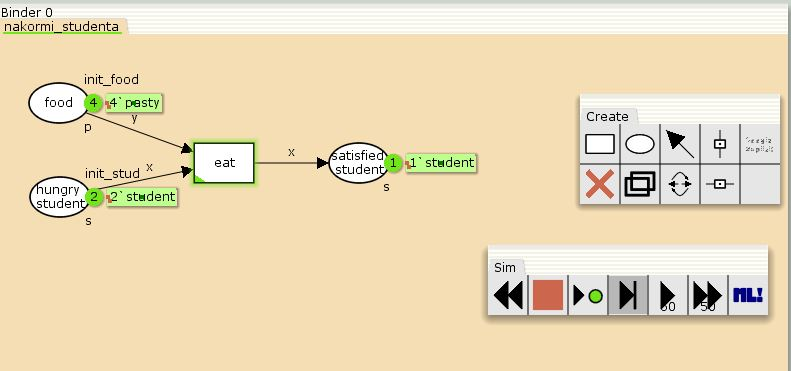 Binder 0
nakormi_studenta
init_food
food
4
4`pasty
y
p
init_stud
x
hungry
student
2
2`student
s
eat
x
satisfied
student
1
1`student
s
Create
Sim
50
50
ML!